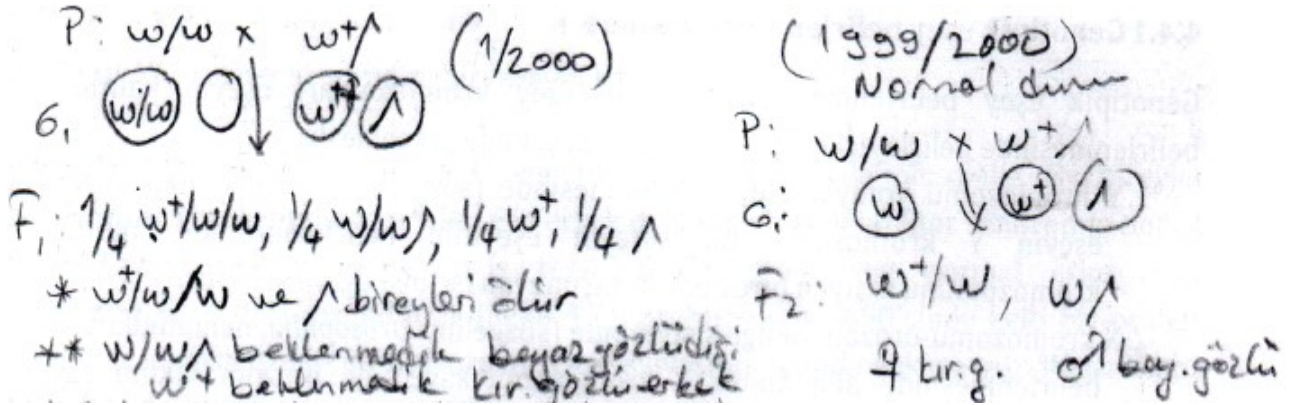 P: w/w x w+/^ (1/2000)
G₁ w/w w+ ^
F₁: 1/4 w+/w/w, 1/4 w/w^, 1/4 w+, 1/4 ^
* w+/w/w ve ^ bireyleri ölür
** w/w^ beklenmedik beyaz gözlü dişi
w+ beklenmedik kır. gözlü erkek
(1999/2000)
Normal durum
P: w/w x w+^
G: w w+ ^
F₂: w+/w, w^
♀ kır.g. ♂ bey.gözlü